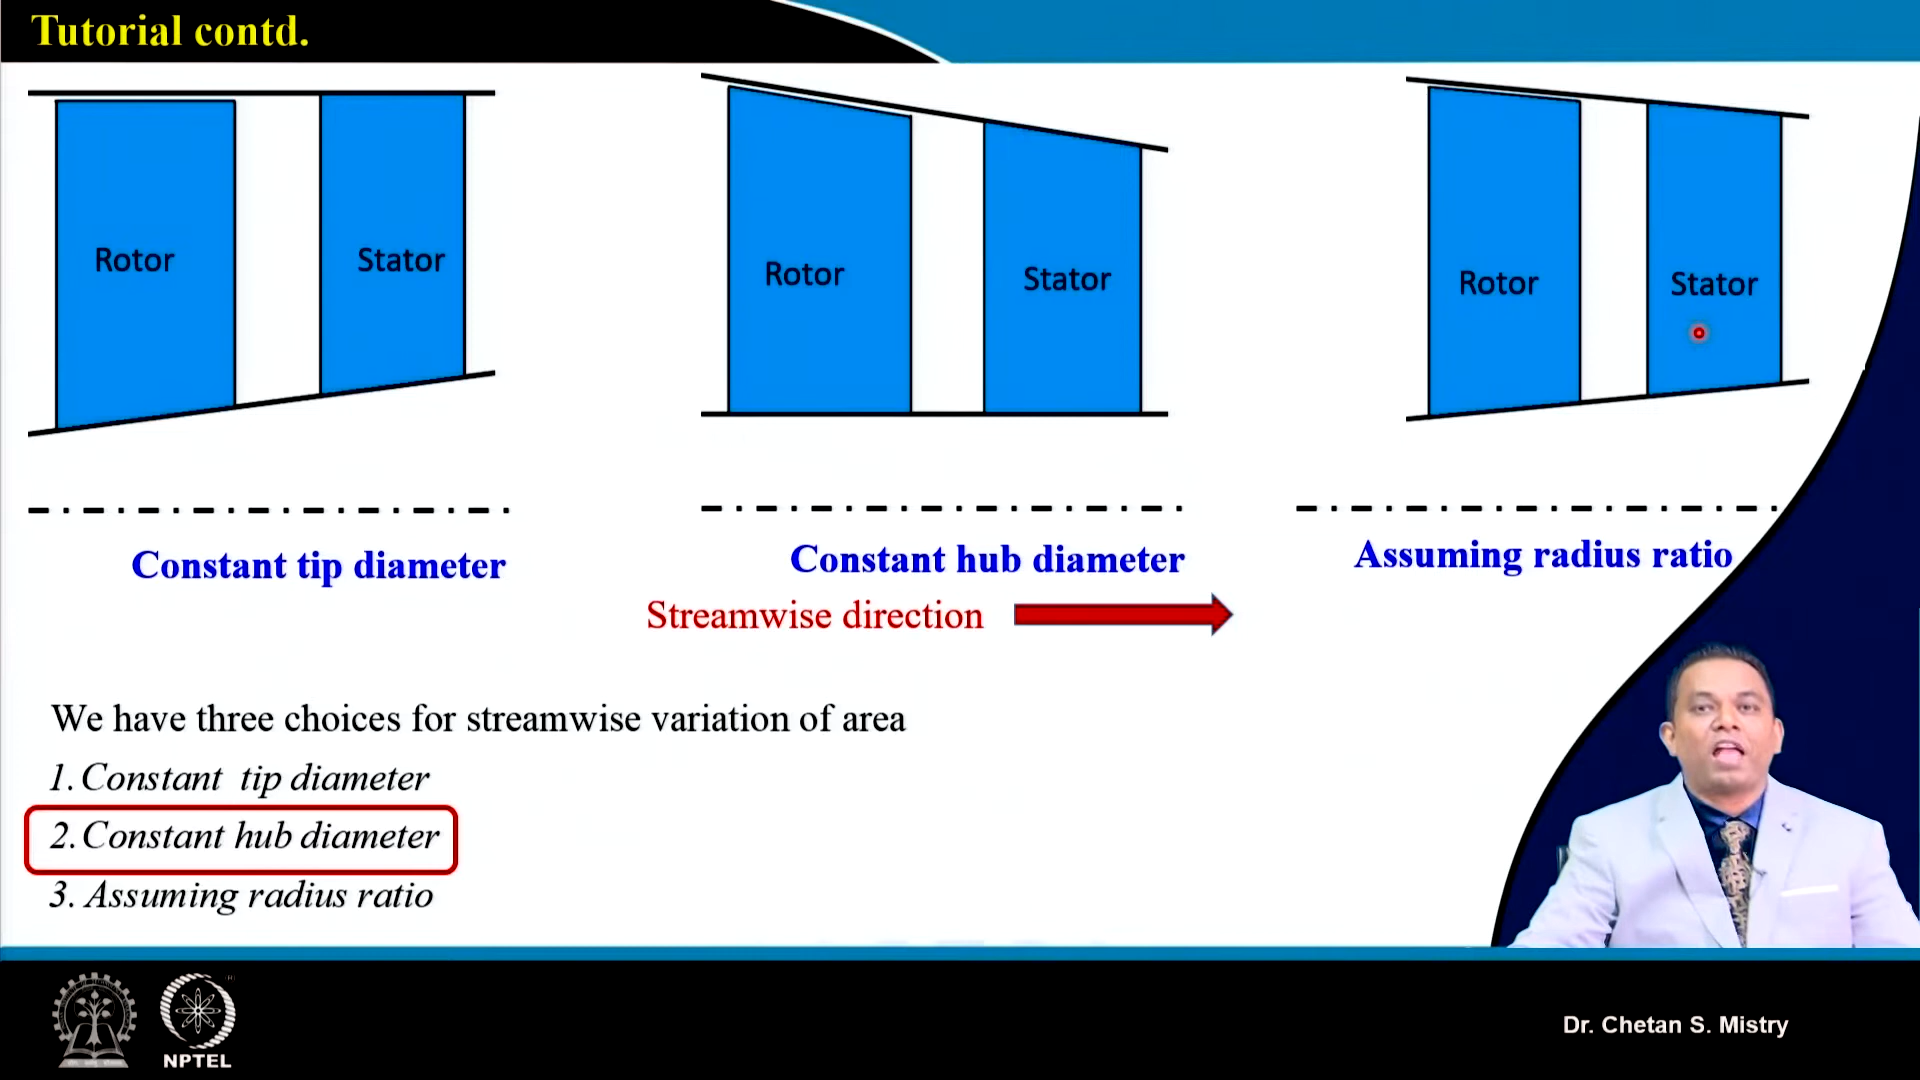 Tutorial contd.
Rotor
Stator
Rotor
Stator
Rotor
Stator
Constant tip diameter
Constant hub diameter
Assuming radius ratio
Streamwise direction
We have three choices for streamwise variation of area
1. Constant tip diameter
2. Constant hub diameter
3. Assuming radius ratio
NPTEL
Dr. Chetan S. Mistry